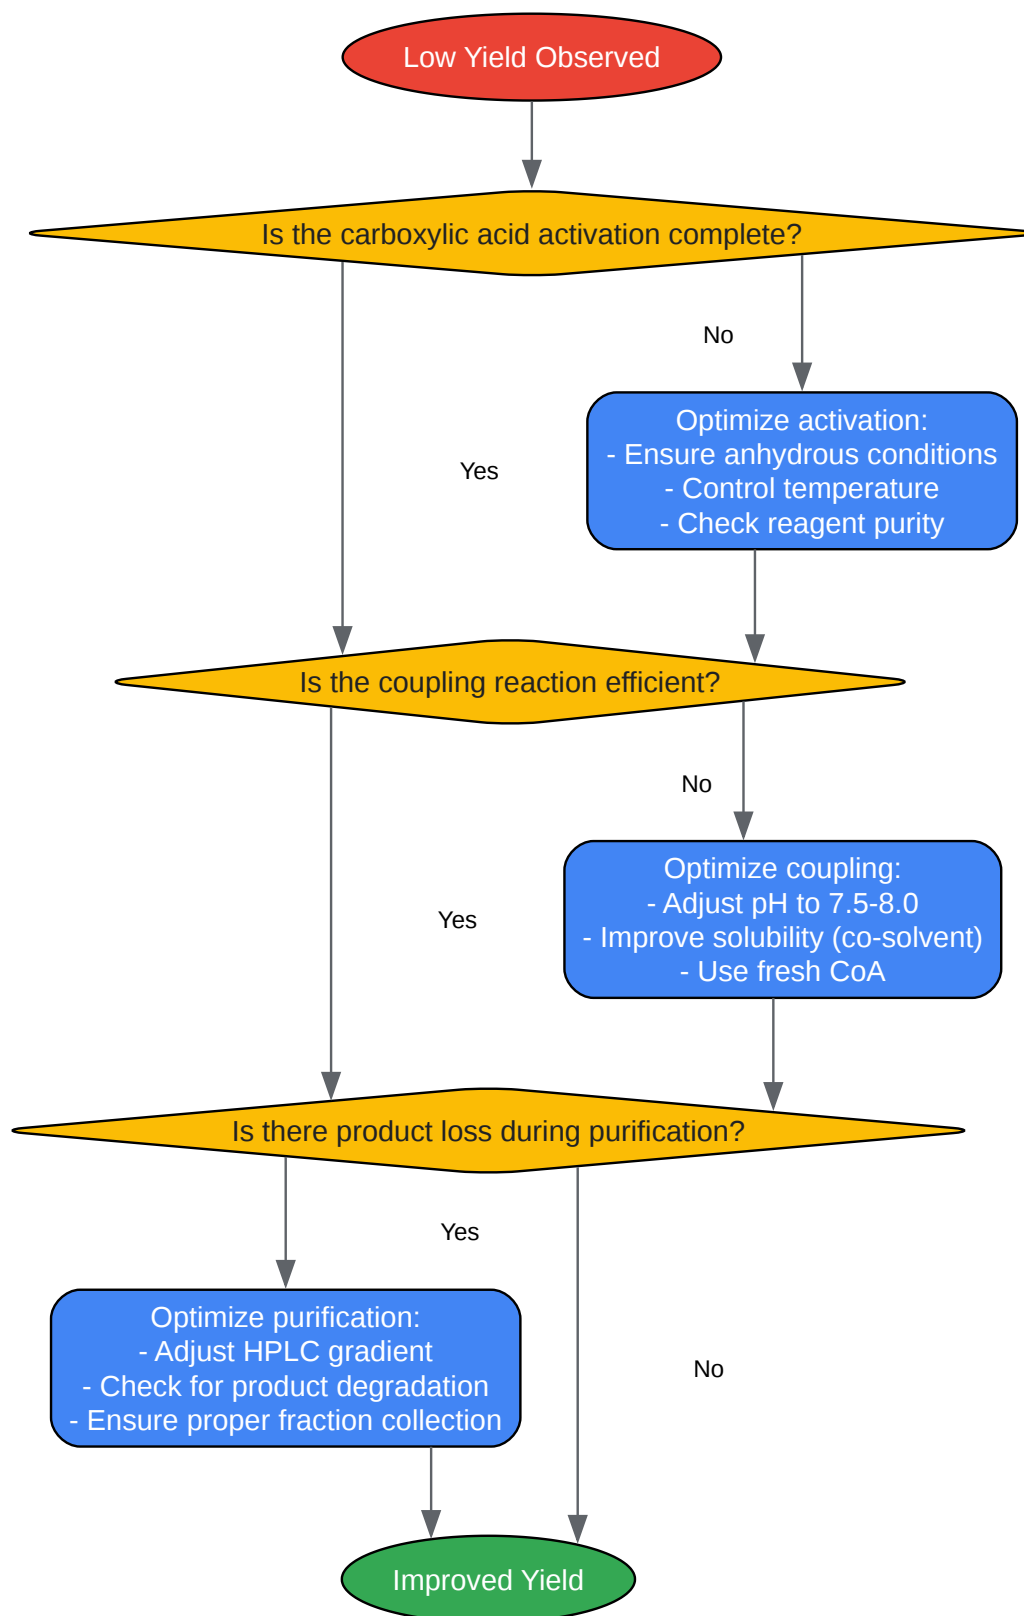 Low Yield Observed
Is the carboxylic acid activation complete?
No
Optimize activation:
- Ensure anhydrous conditions
- Control temperature
- Check reagent purity
Yes
Is the coupling reaction efficient?
No
Optimize coupling:
- Adjust pH to 7.5-8.0
- Improve solubility (co-solvent)
- Use fresh CoA
Yes
Is there product loss during purification?
Yes
Optimize purification:
- Adjust HPLC gradient
- Check for product degradation
- Ensure proper fraction collection
No
Improved Yield